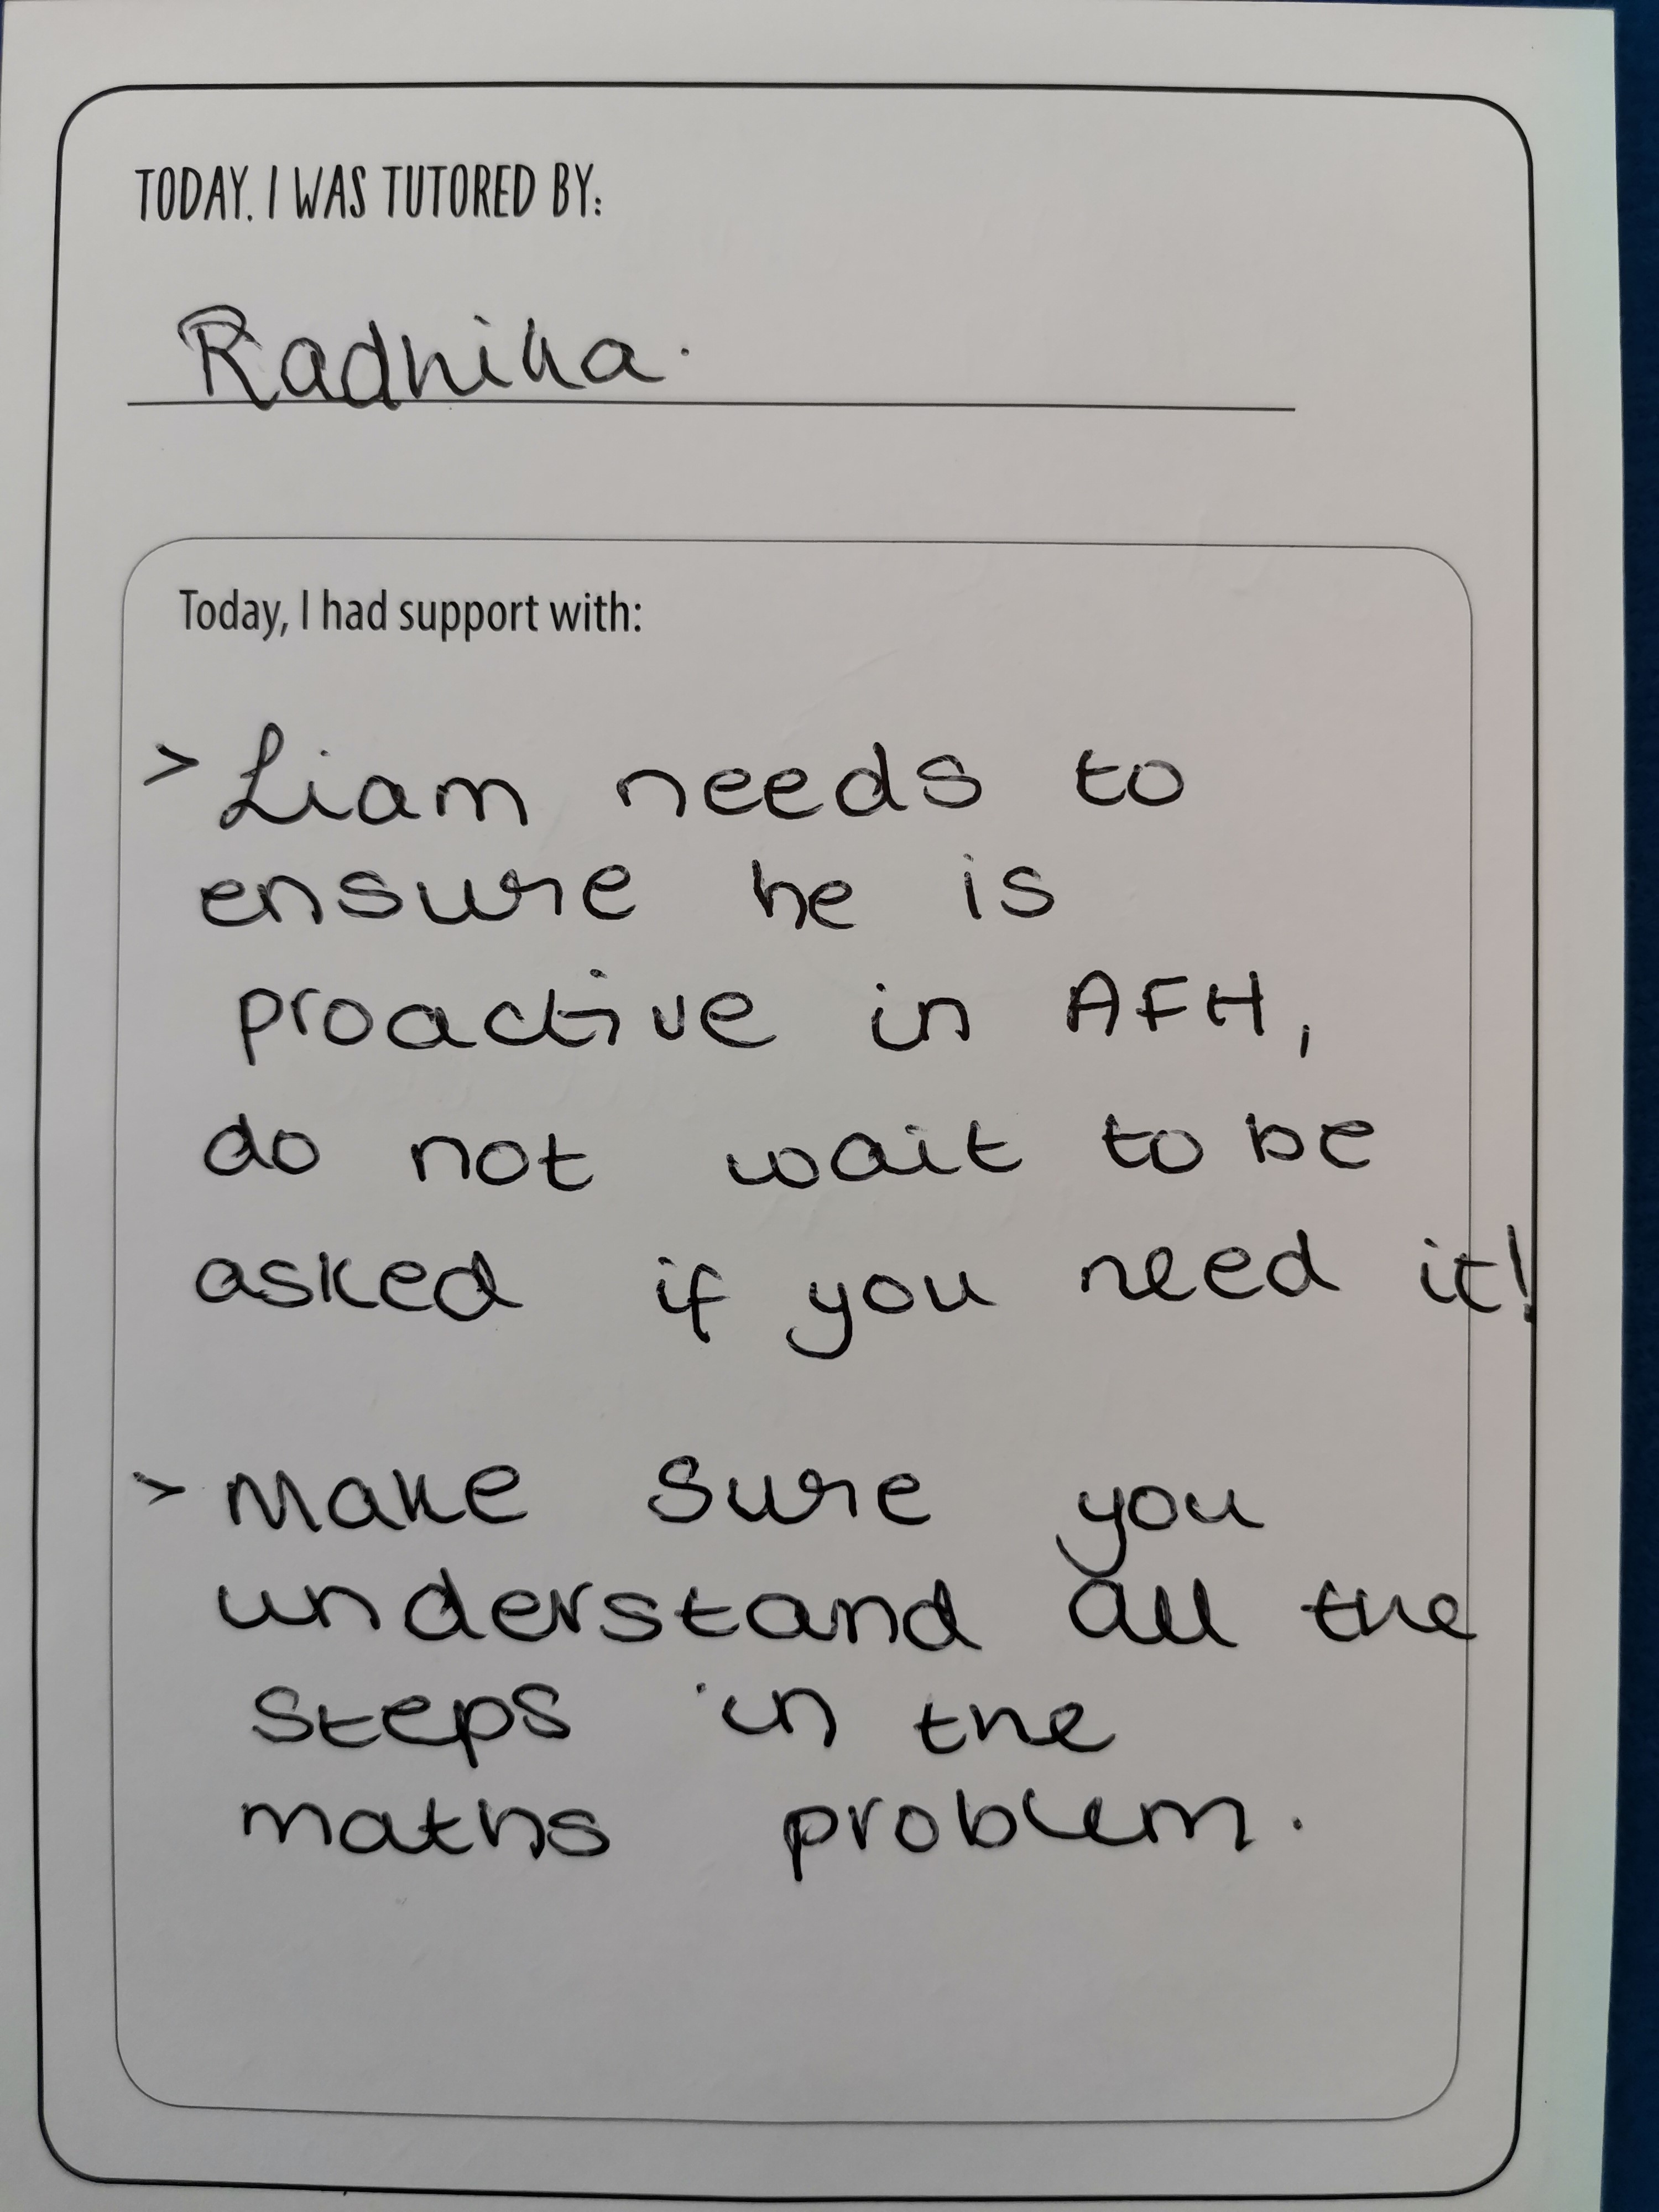 TODAY. I WAS TUTORED BY:
Radhika.
Today, I had support with:
> Liam needs to
ensure he is
proactive in AFH,
do not wait to be
asked if you need it!
> Make sure you
understand all the
steps in the
maths problem.